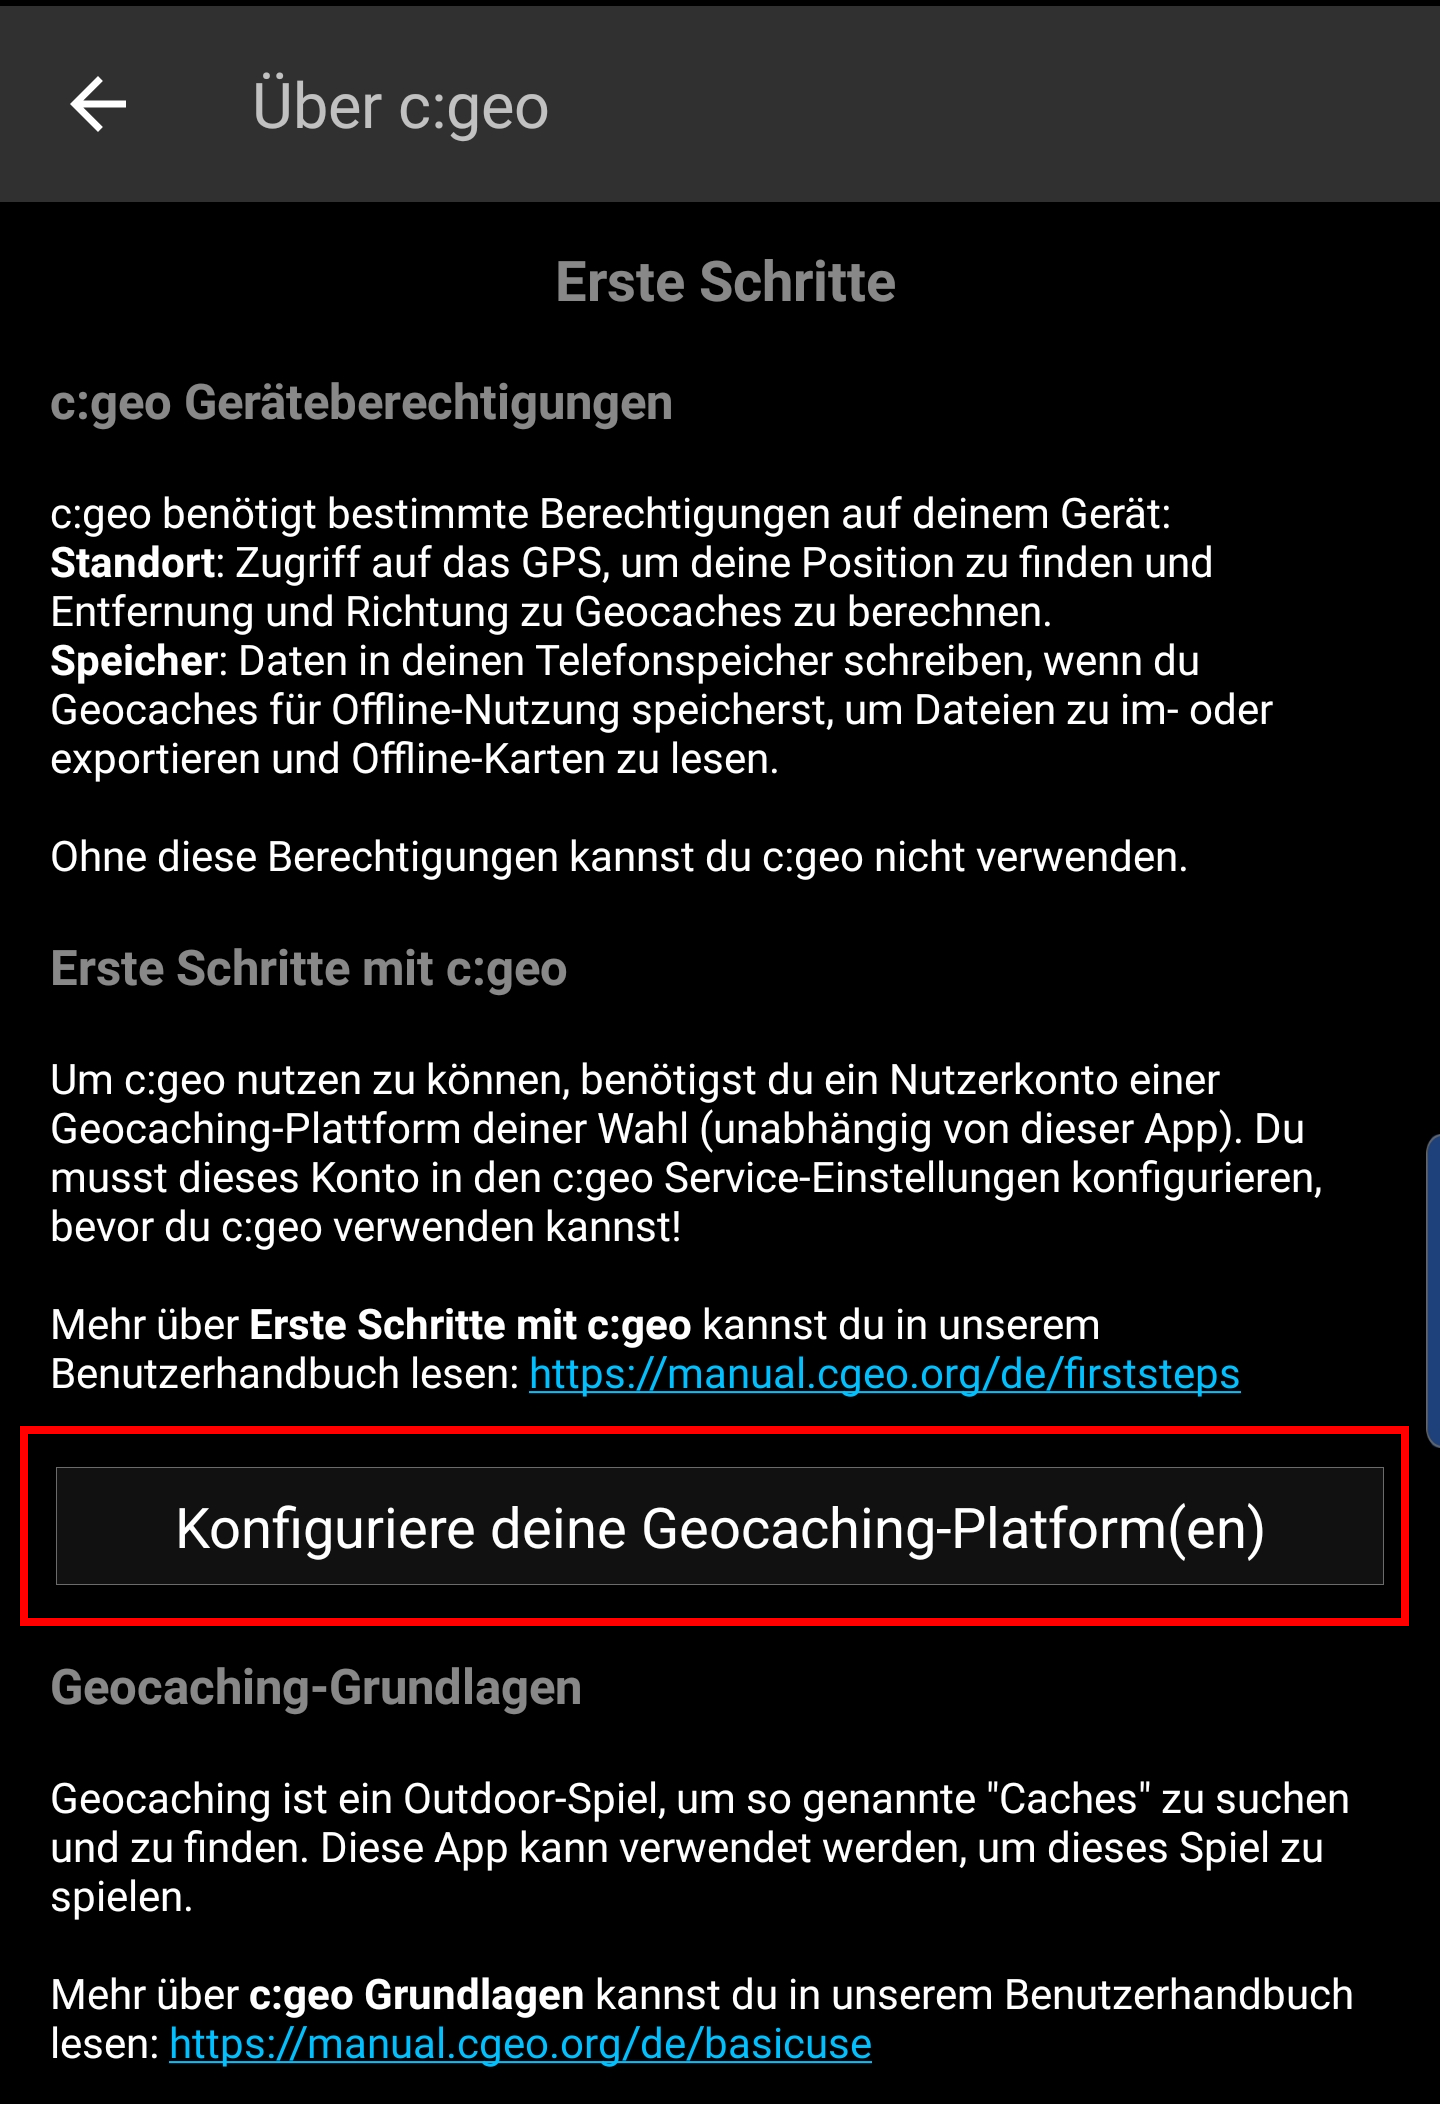 Über c:geo
Erste Schritte
c:geo Geräteberechtigungen
c:geo benötigt bestimmte Berechtigungen auf deinem Gerät:
Standort: Zugriff auf das GPS, um deine Position zu finden und
Entfernung und Richtung zu Geocaches zu berechnen.
Speicher: Daten in deinen Telefonspeicher schreiben, wenn du
Geocaches für Offline-Nutzung speicherst, um Dateien zu im- oder
exportieren und Offline-Karten zu lesen.
Ohne diese Berechtigungen kannst du c:geo nicht verwenden.
Erste Schritte mit c:geo
Um c:geo nutzen zu können, benötigst du ein Nutzerkonto einer
Geocaching-Plattform deiner Wahl (unabhängig von dieser App). Du
musst dieses Konto in den c:geo Service-Einstellungen konfigurieren,
bevor du c:geo verwenden kannst!
Mehr über Erste Schritte mit c:geo kannst du in unserem
Benutzerhandbuch lesen: https://manual.cgeo.org/de/firststeps
Konfiguriere deine Geocaching-Platform(en)
Geocaching-Grundlagen
Geocaching ist ein Outdoor-Spiel, um so genannte "Caches" zu suchen
und zu finden. Diese App kann verwendet werden, um dieses Spiel zu
spielen.
Mehr über c:geo Grundlagen kannst du in unserem Benutzerhandbuch
lesen: https://manual.cgeo.org/de/basicuse